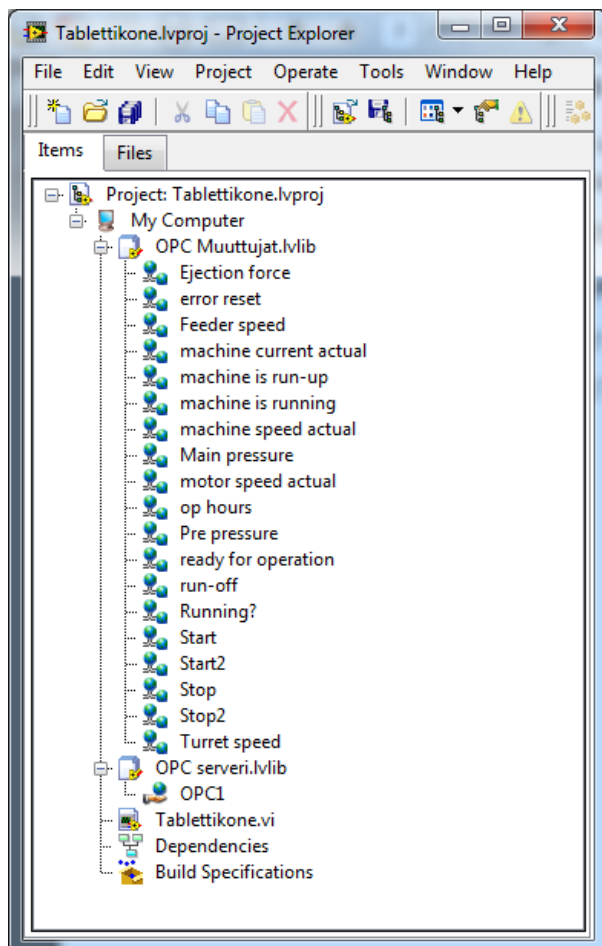 Tablettikone.lvproj - Project Explorer
File Edit View Project Operate Tools Window Help
Items Files
Project: Tablettikone.lvproj
My Computer
OPC Muuttujat.lvlib
Ejection force
error reset
Feeder speed
machine current actual
machine is run-up
machine is running
machine speed actual
Main pressure
motor speed actual
op hours
Pre pressure
ready for operation
run-off
Running?
Start
Start2
Stop
Stop2
Turret speed
OPC serveri.lvlib
OPC1
Tablettikone.vi
Dependencies
Build Specifications